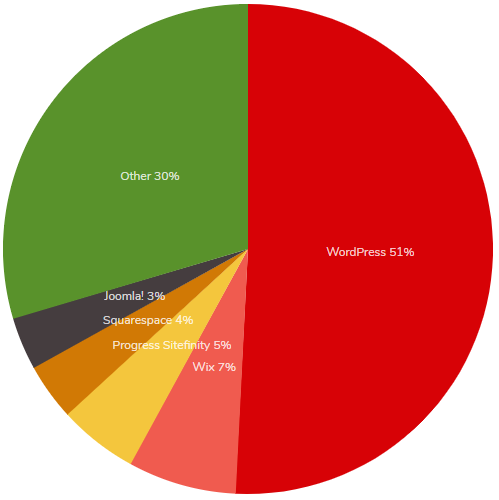 Other 30%
WordPress 51%
Joomla! 3%
Squarespace 4%
Progress Sitefinity 5%
Wix 7%